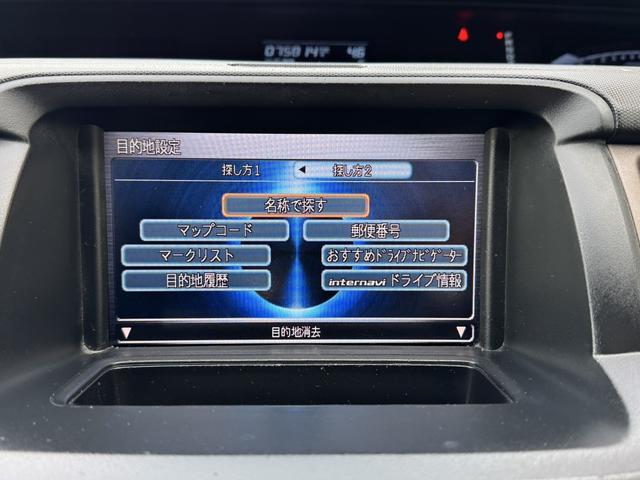 075014
目的地設定
探し方1 ◀ 探し方2
名称で探す
マップコード 郵便番号
マークリスト おすすめﾄﾞﾗｲﾌﾞﾅﾋﾞｹﾞｰﾀｰ
目的地履歴 internavi ドライブ情報
▼ 目的地消去 ▼